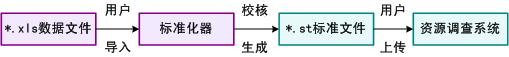 用户
校核
用户
*.xls数据文件
标准化器
*.st标准文件
资源调查系统
导入
生成
上传